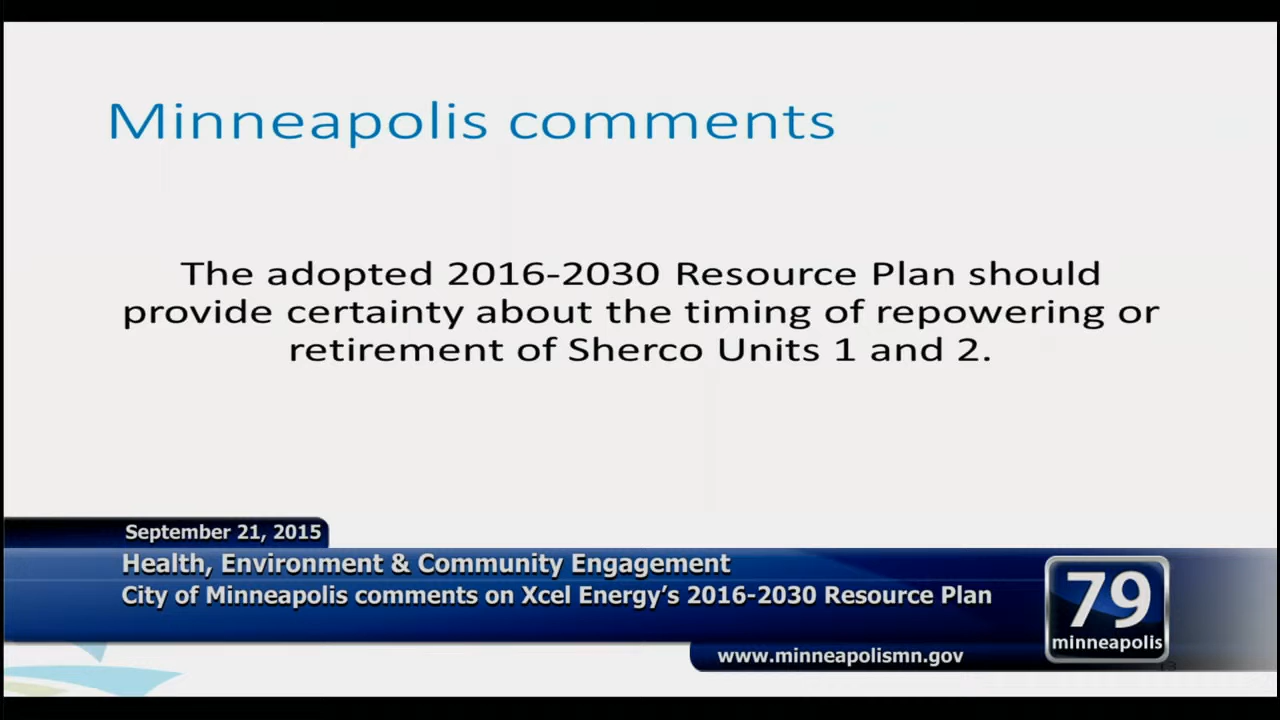 Minneapolis comments
The adopted 2016-2030 Resource Plan should
provide certainty about the timing of repowering or
retirement of Sherco Units 1 and 2.
September 21, 2015
Health, Environment & Community Engagement
City of Minneapolis comments on Xcel Energy's 2016-2030 Resource Plan
79
minneapolis
www.minneapolismn.gov